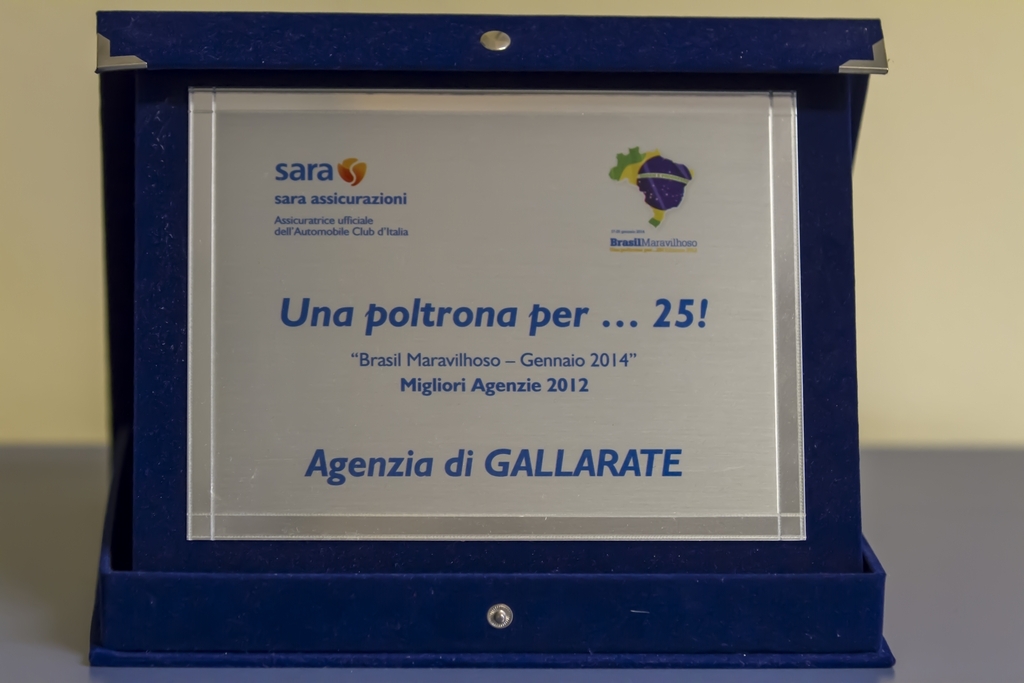 sara
sara assicurazioni
Assicuratrice ufficiale
dell'Automobile Club d'Italia
BrasilMaravilhoso
Una poltrona per ... 25!
“Brasil Maravilhoso – Gennaio 2014”
Migliori Agenzie 2012
Agenzia di GALLARATE